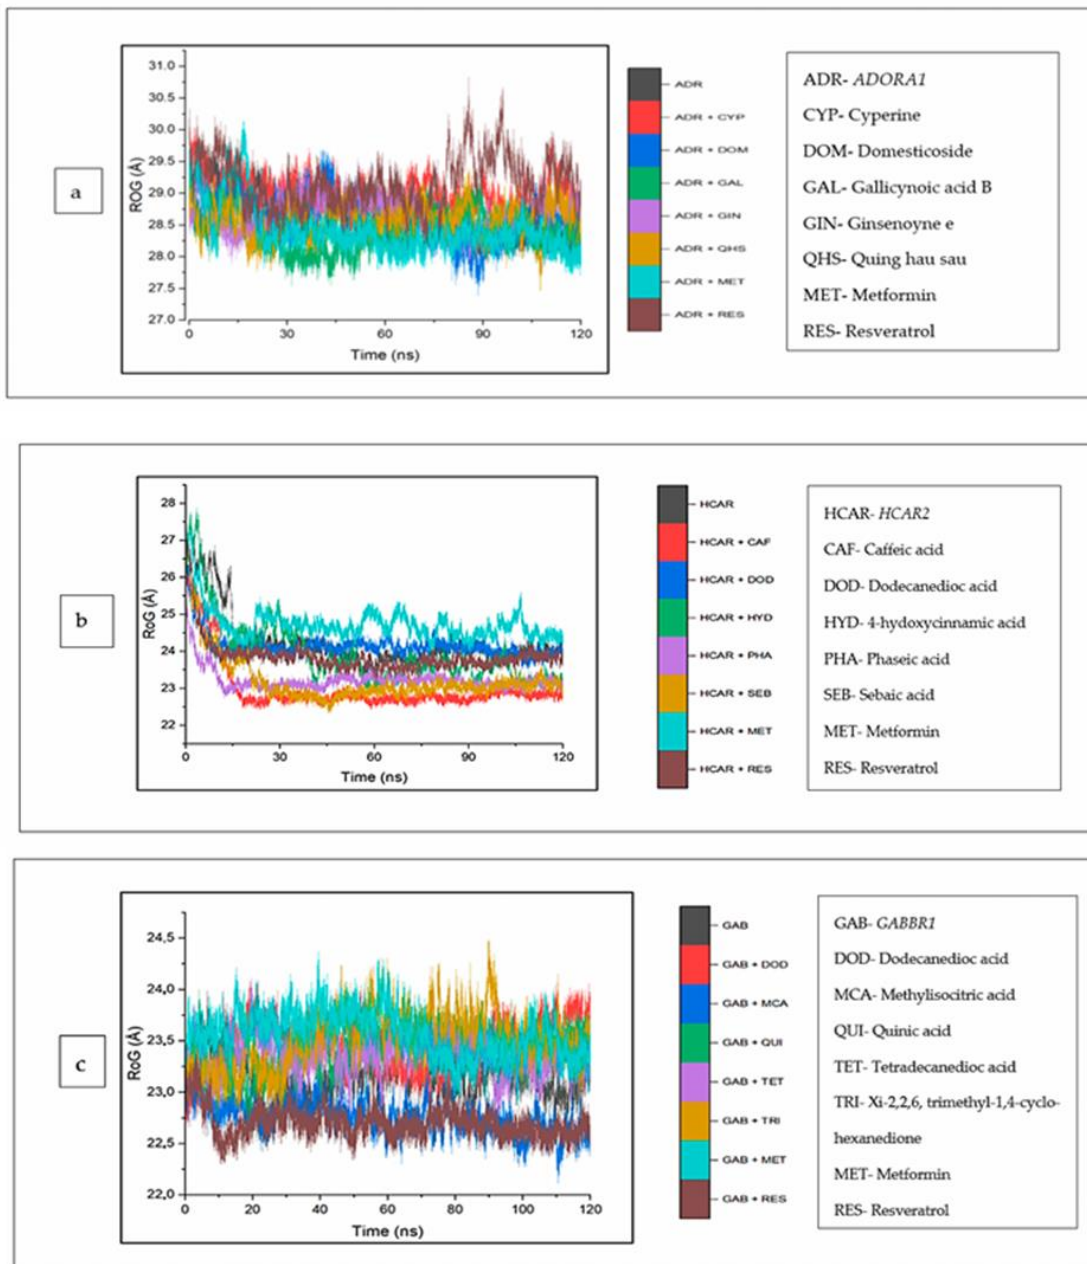 a
ROG (Å)
31.0
30.5
30.0
29.5
29.0
28.5
28.0
27.5
27.0
0 30 60 90 120
Time (ns)
ADR
ADR + CYP
ADR + DOM
ADR + GAL
ADR + GIN
ADR + QHS
ADR + MET
ADR + RES
ADR- ADORA1
CYP- Cyperine
DOM- Domesticoside
GAL- Gallicynoic acid B
GIN- Ginsenoyne e
QHS- Quing hau sau
MET- Metformin
RES- Resveratrol
b
RoG (Å)
28
27
26
25
24
23
22
0 30 60 90 120
Time (ns)
HCAR
HCAR + CAF
HCAR + DOD
HCAR + HYD
HCAR + PHA
HCAR + SEB
HCAR + MET
HCAR + RES
HCAR- HCAR2
CAF- Caffeic acid
DOD- Dodecanedioc acid
HYD- 4-hydoxycinnamic acid
PHA- Phaseic acid
SEB- Sebaic acid
MET- Metformin
RES- Resveratrol
c
RoG (Å)
24,5
24,0
23,5
23,0
22,5
22,0
0 20 40 60 80 100 120
Time (ns)
GAB
GAB + DOD
GAB + MCA
GAB + QUI
GAB + TET
GAB + TRI
GAB + MET
GAB + RES
GAB- GABBR1
DOD- Dodecanedioc acid
MCA- Methylisocitric acid
QUI- Quinic acid
TET- Tetradecanedioc acid
TRI- Xi-2,2,6, trimethyl-1,4-cyclo-
hexanedione
MET- Metformin
RES- Resveratrol